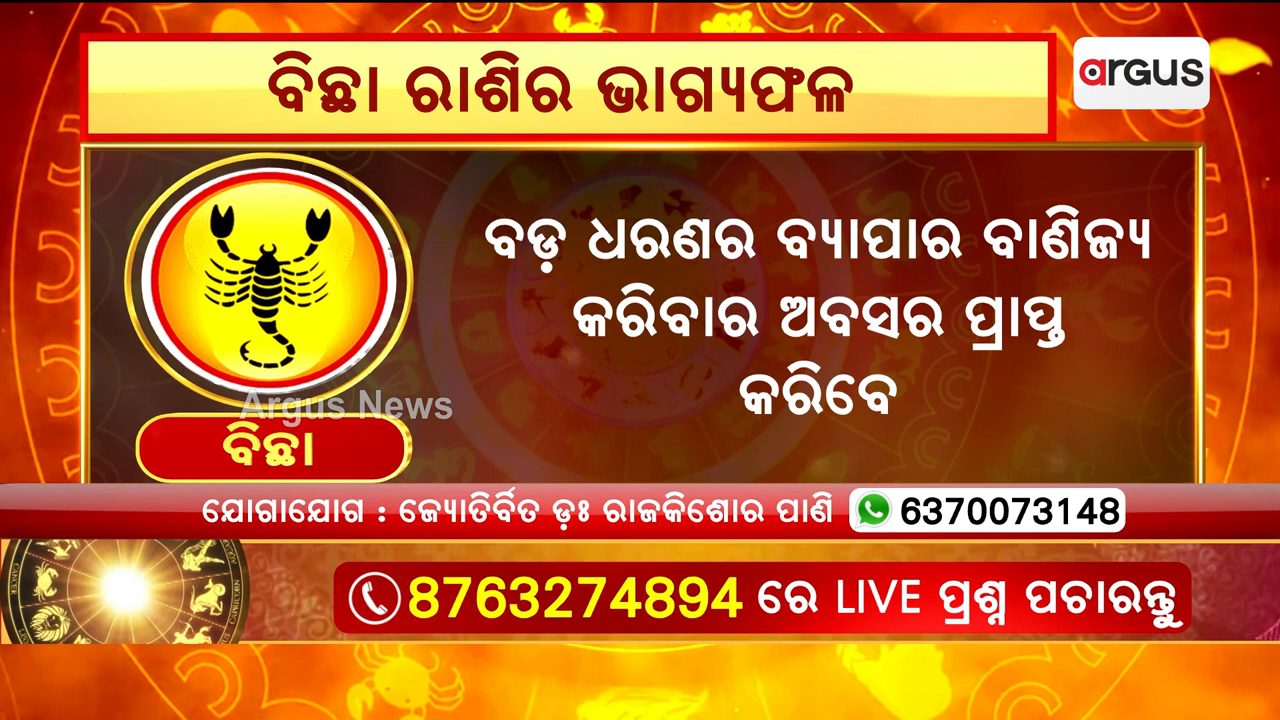 ବିଛା ରାଶିର ଭାଗ୍ୟଫଳ
argus
ବଡ଼ ଧରଣର ବ୍ୟାପାର ବାଣିଜ୍ୟ
କରିବାର ଅବସର ପ୍ରାପ୍ତ
କରିବେ
Argus News
ବିଛା
ଯୋଗାଯୋଗ : ଜ୍ୟୋତିର୍ବିତ ଡ଼ଃ ରାଜକିଶୋର ପାଣି 6370073148
8763274894 ରେ LIVE ପ୍ରଶ୍ନ ପଚାରନ୍ତୁ